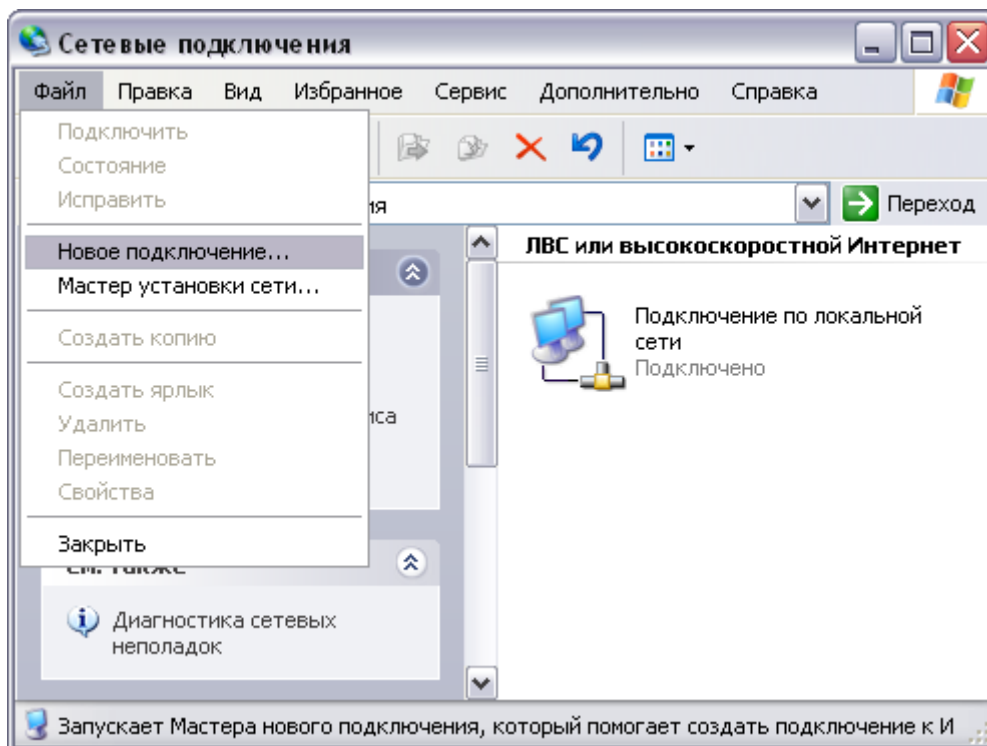 Сетевые подключения
Файл Правка Вид Избранное Сервис Дополнительно Справка
Подключить
Состояние
Исправить
Новое подключение...
Мастер установки сети...
Создать копию
Создать ярлык
Удалить
Переименовать
Свойства
Закрыть
Переход
ЛВС или высокоскоростной Интернет
Подключение по локальной
сети
Подключено
См. также
Диагностика сетевых
неполадок
Запускает Мастера нового подключения, который помогает создать подключение к И